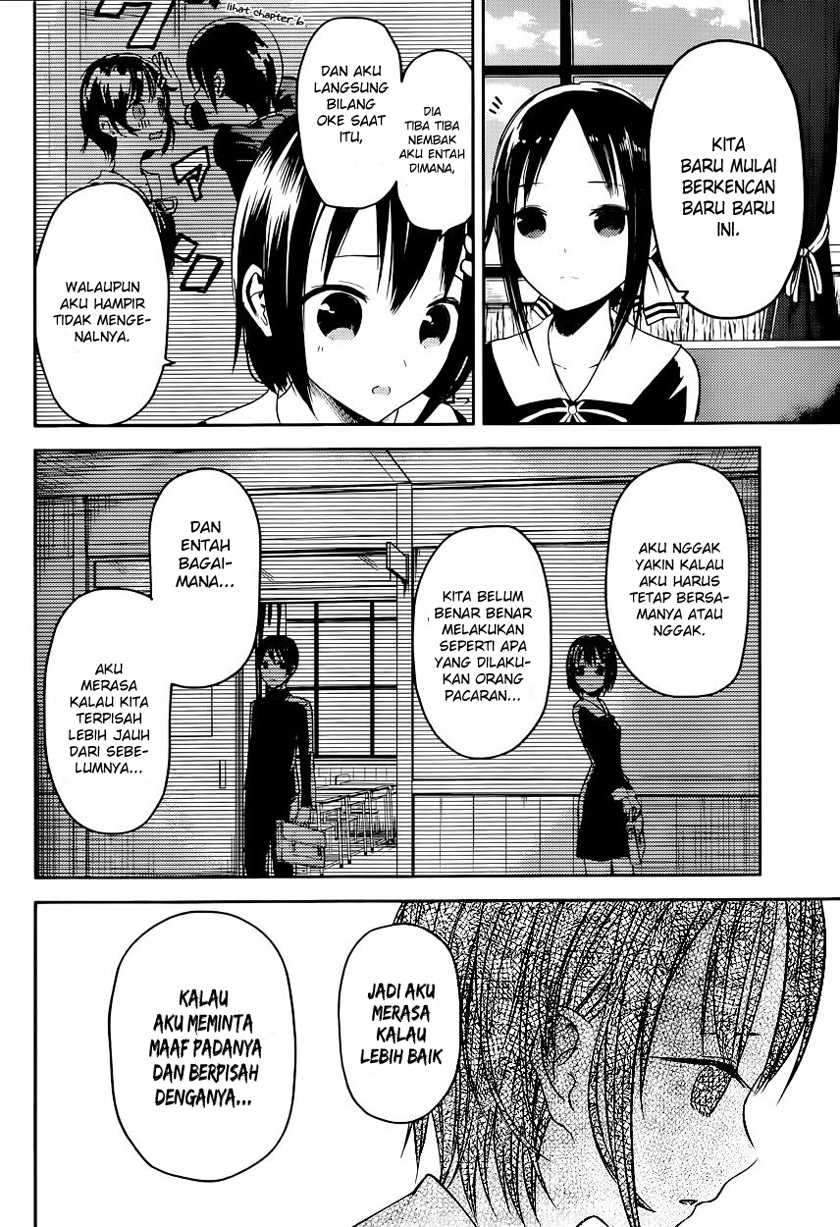 KITA
BARU MULAI
BERKENCAN
BARU BARU
INI.
DIA
TIBA TIBA
NEMBAK
AKU ENTAH
DIMANA,
DAN AKU
LANGSUNG
BILANG
OKE SAAT
ITU,
lihat chapter 6
WALAUPUN
AKU HAMPIR
TIDAK MENGE-
NALNYA.
AKU NGGAK
YAKIN KALAU
AKU HARUS
TETAP BERSA-
MANYA ATAU
NGGAK.
KITA BELUM
BENAR BENAR
MELAKUKAN
SEPERTI APA
YANG DILAKU-
KAN ORANG
PACARAN...
DAN
ENTAH
BAGAI-
MANA...
AKU
MERASA
KALAU KITA
TERPISAH
LEBIH JAUH
DARI SEBE-
LUMNYA...
JADI AKU
MERASA
KALAU
LEBIH BAIK
KALAU
AKU MEMINTA
MAAF PADANYA
DAN BERPISAH
DENGANYA...